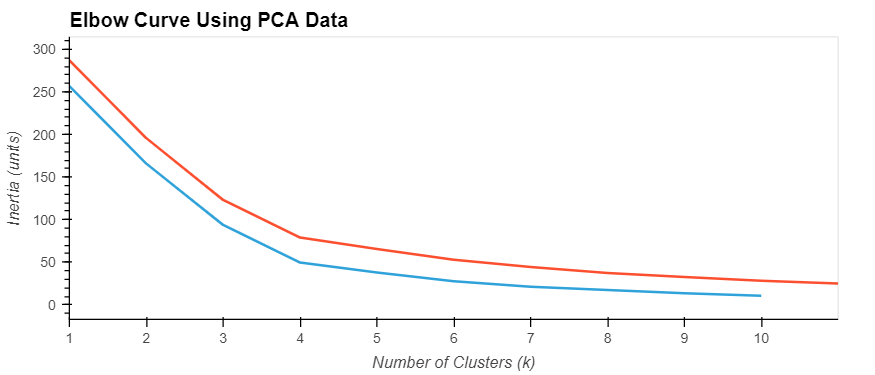 Elbow Curve Using PCA Data
300
250
200
150
100
50
0
Inertia (units)
1 2 3 4 5 6 7 8 9 10
Number of Clusters (k)